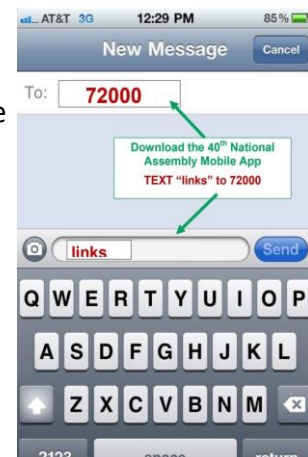 AT&T 3G 12:29 PM 85%
New Message Cancel
To: 72000
e
Download the 40th National
Assembly Mobile App
TEXT “links” to 72000
links Send
Q W E R T Y U I O P
A S D F G H J K L
Z X C V B N M
.?123 space return